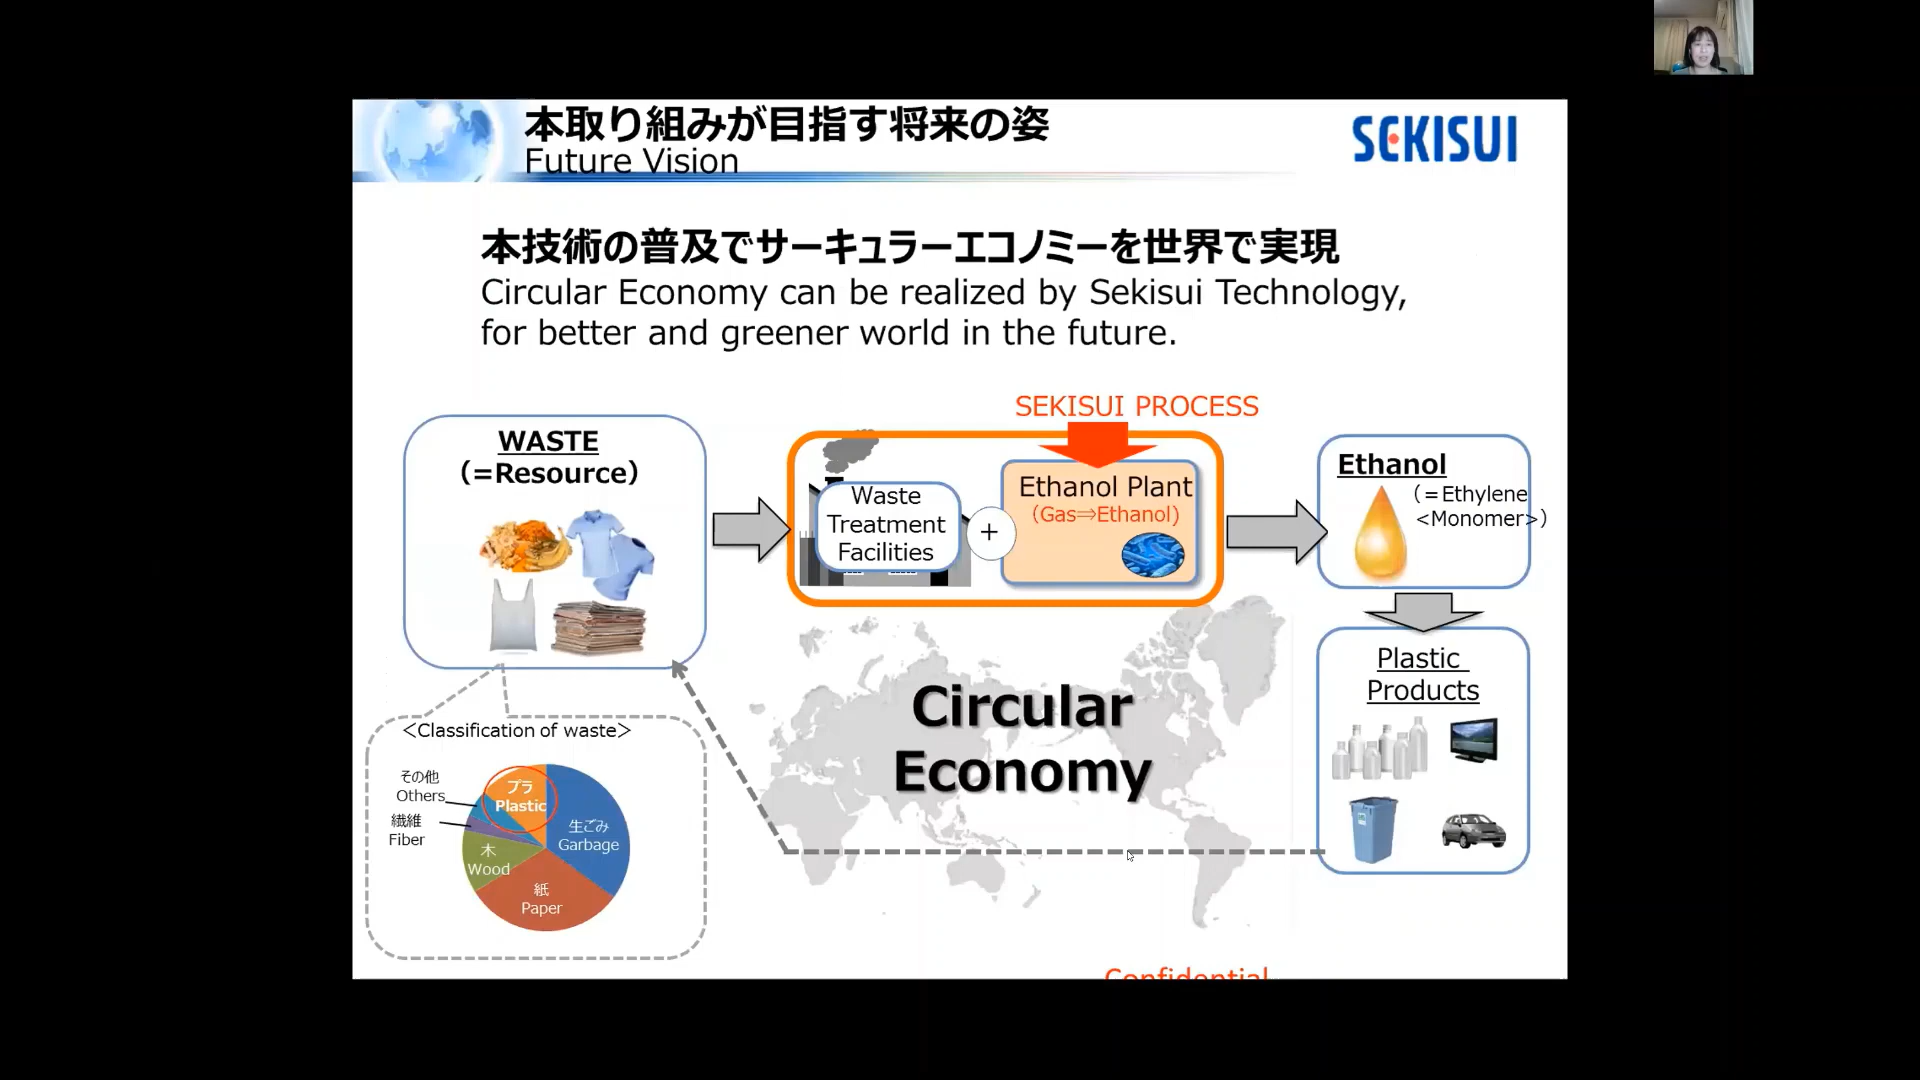 本取り組みが目指す将来の姿
Future Vision
SEKISUI
本技術の普及でサーキュラーエコノミーを世界で実現
Circular Economy can be realized by Sekisui Technology,
for better and greener world in the future.
SEKISUI PROCESS
WASTE
(=Resource)
Waste
Treatment
Facilities
+
Ethanol Plant
(Gas⇒Ethanol)
Ethanol
(=Ethylene
<Monomer>)
Plastic
Products
Circular
Economy
<Classification of waste>
その他
Others
繊維
Fiber
プラ
Plastic
生ごみ
Garbage
木
Wood
紙
Paper
Confidential